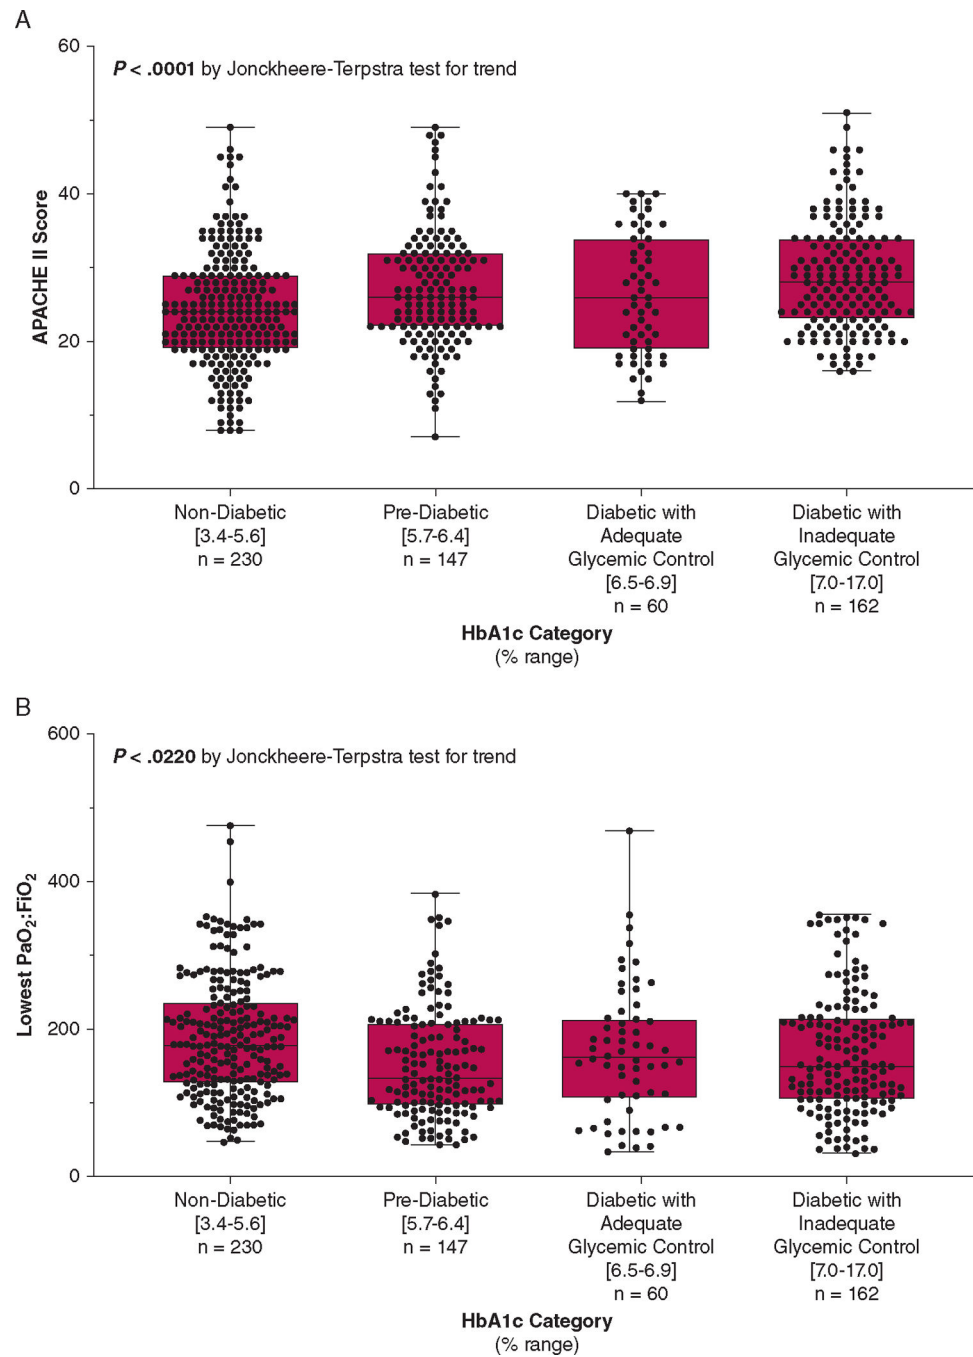 A
60
P < .0001 by Jonckheere-Terpstra test for trend
40
APACHE II Score
20
0
Non-Diabetic
[3.4-5.6]
n = 230
Pre-Diabetic
[5.7-6.4]
n = 147
Diabetic with
Adequate
Glycemic Control
[6.5-6.9]
n = 60
Diabetic with
Inadequate
Glycemic Control
[7.0-17.0]
n = 162
HbA1c Category
(% range)
B
600
P < .0220 by Jonckheere-Terpstra test for trend
400
Lowest PaO₂:FiO₂
200
0
Non-Diabetic
[3.4-5.6]
n = 230
Pre-Diabetic
[5.7-6.4]
n = 147
Diabetic with
Adequate
Glycemic Control
[6.5-6.9]
n = 60
Diabetic with
Inadequate
Glycemic Control
[7.0-17.0]
n = 162
HbA1c Category
(% range)